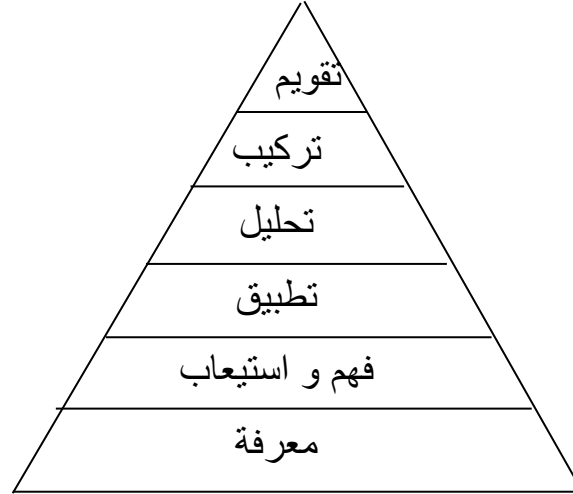 تقويم
تركيب
تحليل
تطبيق
فهم و استيعاب
معرفة